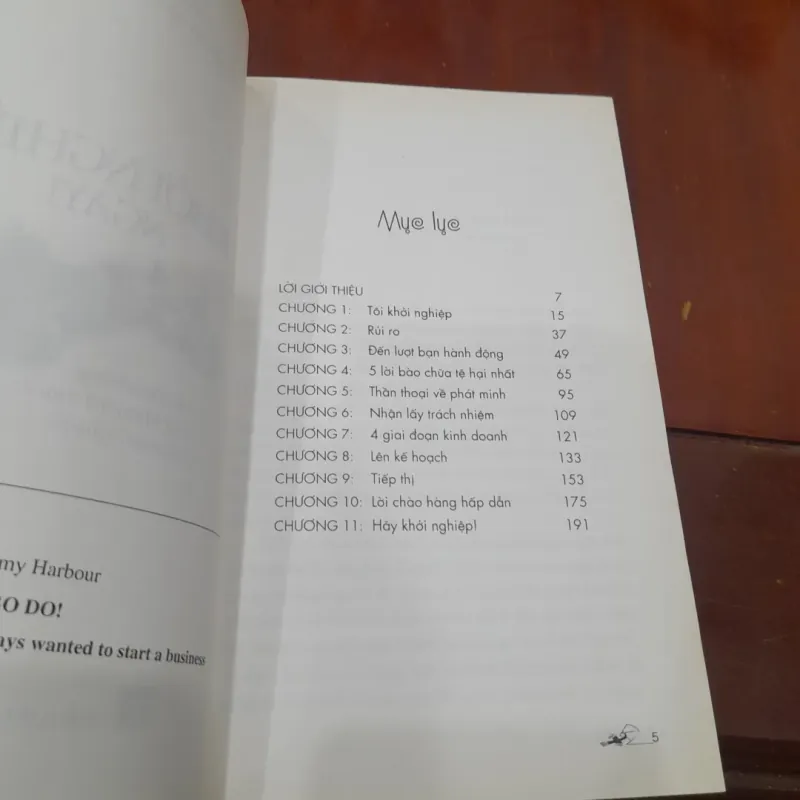 my Harbour
GO DO!
ays wanted to start a business
Mục lục
LỜI GIỚI THIỆU 7
CHƯƠNG 1: Tôi khởi nghiệp 15
CHƯƠNG 2: Rủi ro 37
CHƯƠNG 3: Đến lượt bạn hành động 49
CHƯƠNG 4: 5 lời bào chữa tệ hại nhất 65
CHƯƠNG 5: Thần thoại về phát minh 95
CHƯƠNG 6: Nhận lấy trách nhiệm 109
CHƯƠNG 7: 4 giai đoạn kinh doanh 121
CHƯƠNG 8: Lên kế hoạch 133
CHƯƠNG 9: Tiếp thị 153
CHƯƠNG 10: Lời chào hàng hấp dẫn 175
CHƯƠNG 11: Hãy khởi nghiệp! 191
5